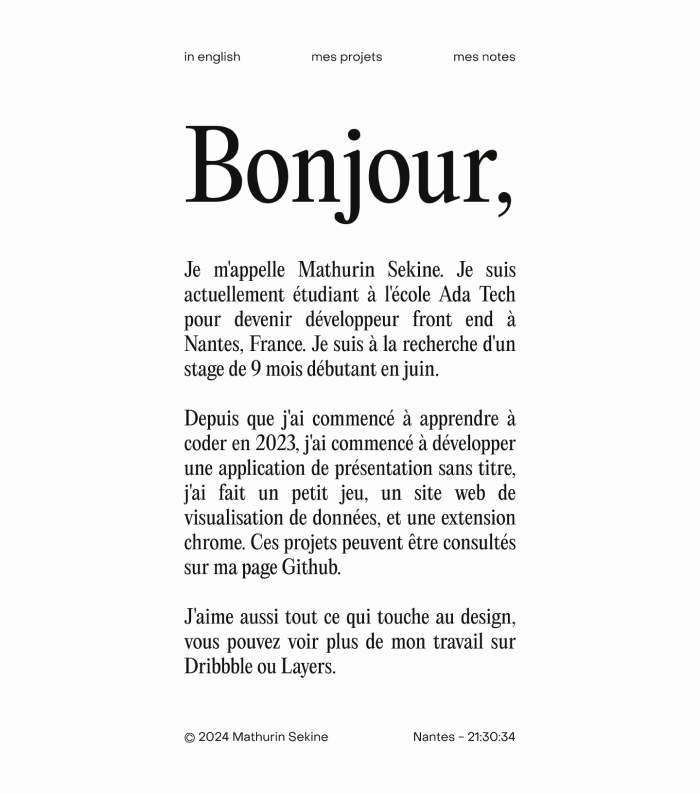 in english mes projets mes notes
Bonjour,
Je m'appelle Mathurin Sekine. Je suis
actuellement étudiant à l'école Ada Tech
pour devenir développeur front end à
Nantes, France. Je suis à la recherche d'un
stage de 9 mois débutant en juin.
Depuis que j'ai commencé à apprendre à
coder en 2023, j'ai commencé à développer
une application de présentation sans titre,
j'ai fait un petit jeu, un site web de
visualisation de données, et une extension
chrome. Ces projets peuvent être consultés
sur ma page Github.
J'aime aussi tout ce qui touche au design,
vous pouvez voir plus de mon travail sur
Dribbble ou Layers.
© 2024 Mathurin Sekine Nantes - 21:30:34